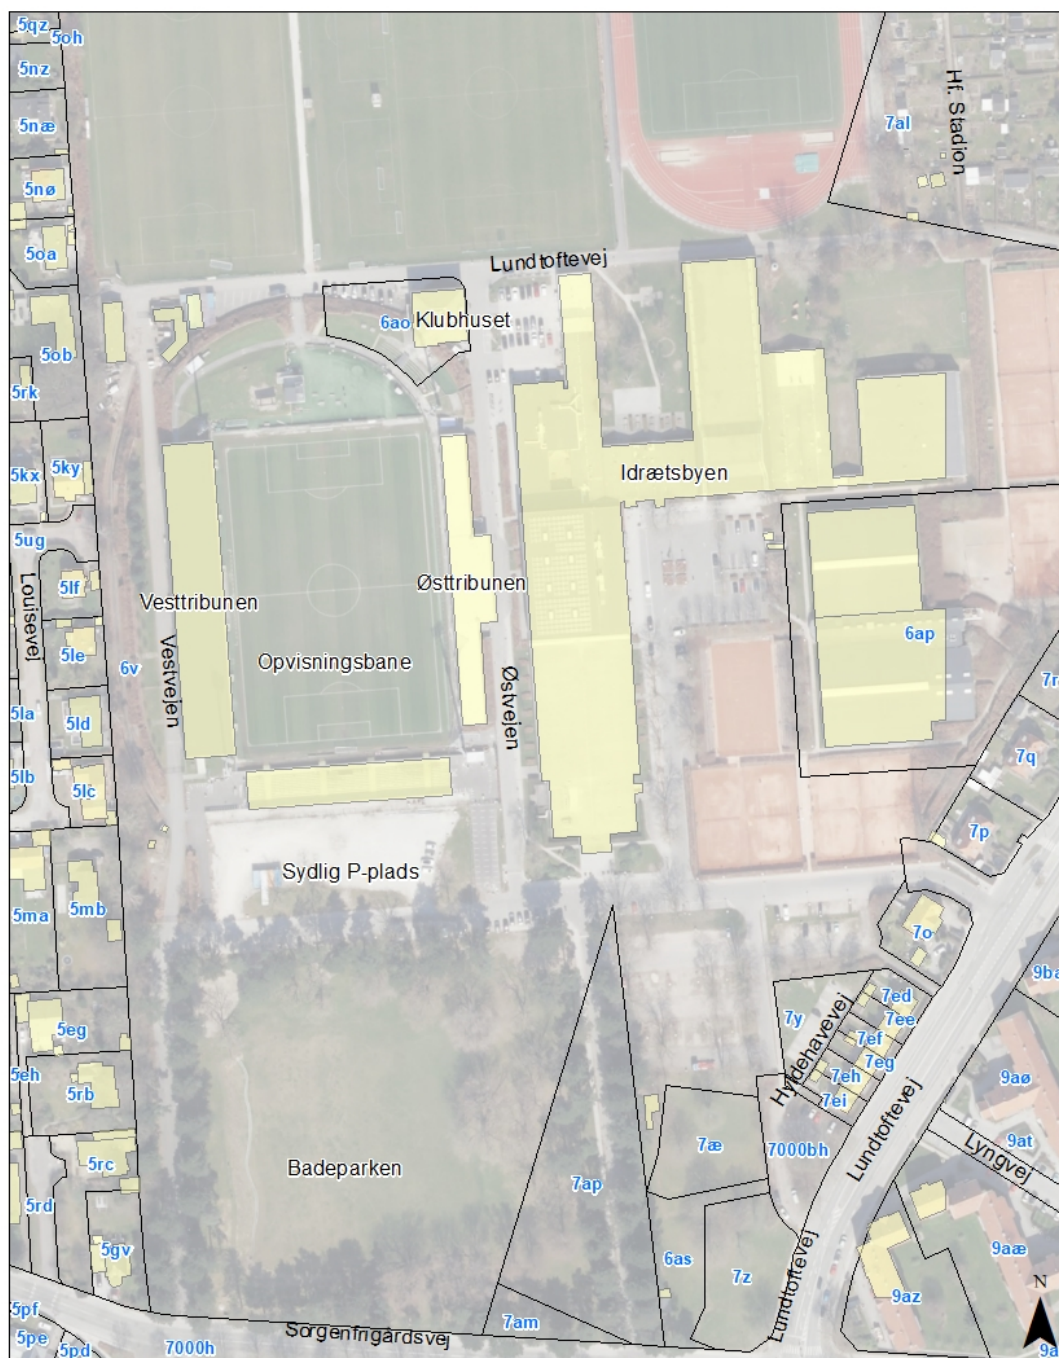 5qz
5oh
5nz
5næ
7al
Hf. Stadion
5nø
5oa
Lundtoftevej
6ao
Klubhuset
5ob
5rk
5ky
5kx
Idrætsbyen
5ug
5lf
Østtribunen
Vesttribunen
Louisevej
5le
6v
Vestvejen
Opvisningsbane
Østvejen
6ap
5la
5ld
5lb
5lc
7q
7p
Sydlig P-plads
5ma
5mb
7o
5eg
7y
7ed
7ee
7ef
7eg
7eh
7ei
Hyldehavevej
5eh
5rb
9aø
9at
Lyngvej
Lundtoftevej
7æ
7000bh
5rc
Badeparken
5rd
7ap
5gv
6as
7z
9aæ
Lundtoftevej
9az
N
5pf
5pe
5pd
7000h
Sorgenfrigårdsvej
7am